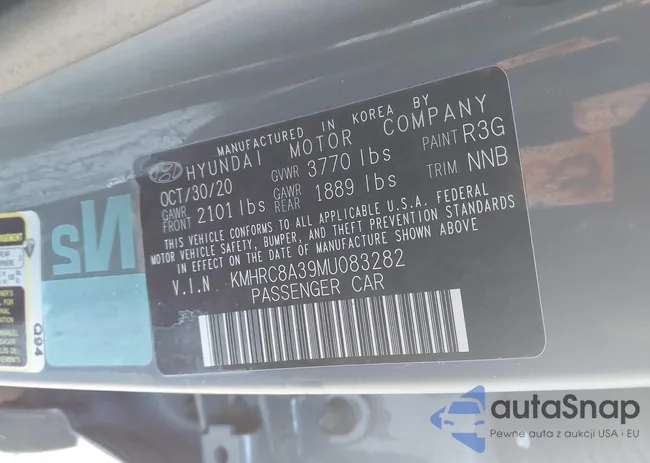 MANUFACTURED IN KOREA BY
HYUNDAI MOTOR COMPANY
OCT/30/20 GVWR 3770 lbs PAINT R3G
GAWR FRONT 2101 lbs GAWR REAR 1889 lbs TRIM NNB
THIS VEHICLE CONFORMS TO ALL APPLICABLE U.S.A. FEDERAL
MOTOR VEHICLE SAFETY, BUMPER, AND THEFT PREVENTION STANDARDS
IN EFFECT ON THE DATE OF MANUFACTURE SHOWN ABOVE
V.I.N KMHRC8A39MU083282
PASSENGER CAR
Q94
autaSnap
Pewne auta z aukcji USA i EU